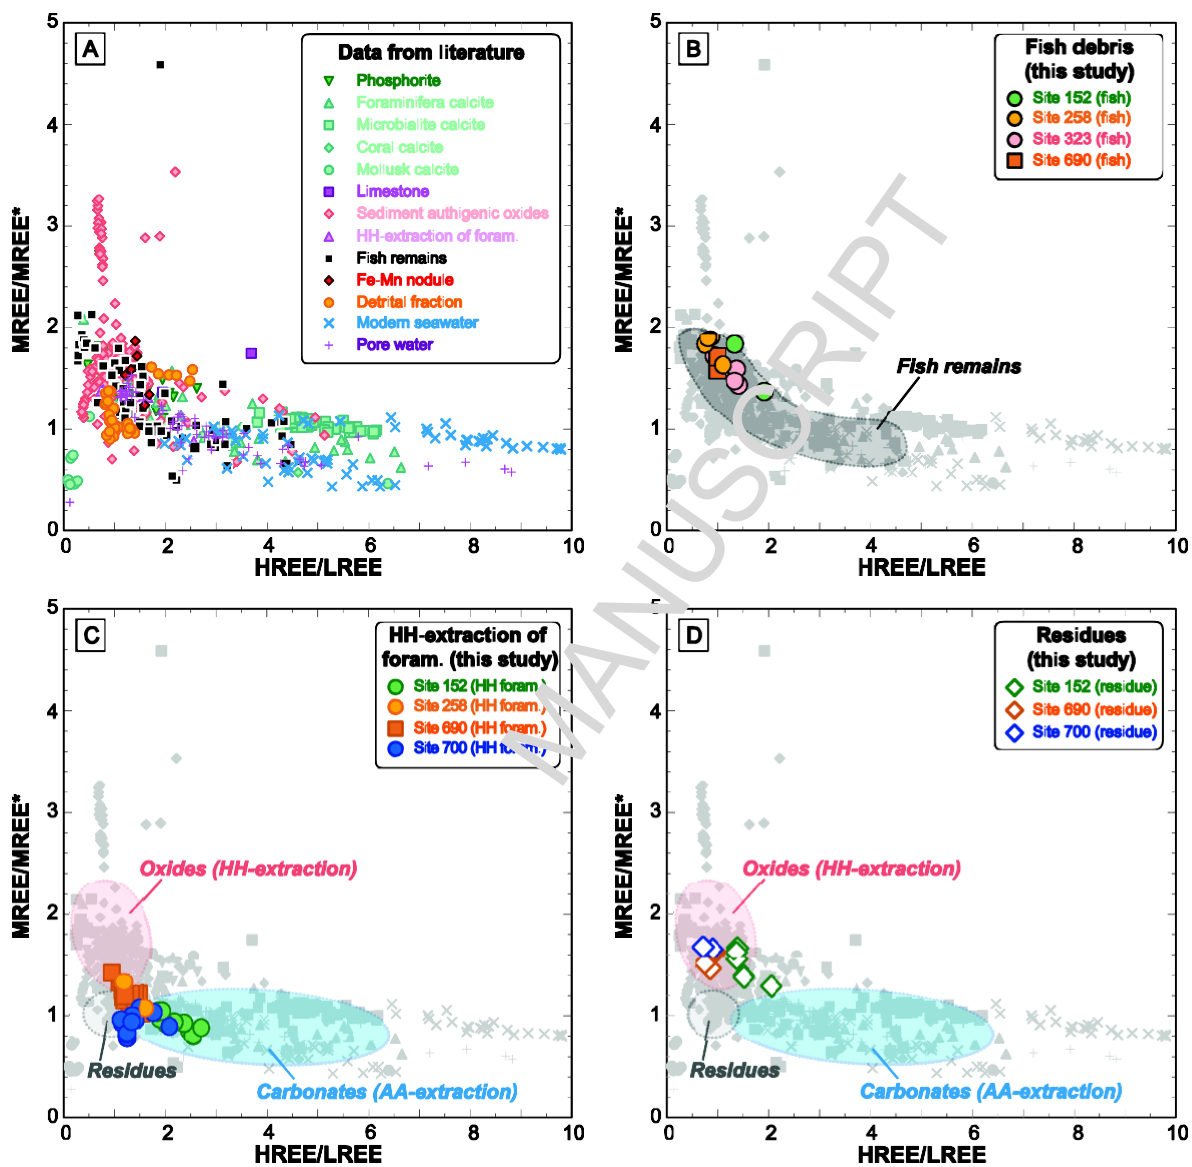 A
Data from literature
Phosphorite
Foraminifera calcite
Microbialite calcite
Coral calcite
Mollusk calcite
Limestone
Sediment authigenic oxides
HH-extraction of foram.
Fish remains
Fe-Mn nodule
Detrital fraction
Modern seawater
Pore water
MREE/MREE*
5
4
3
2
1
0
0 2 4 6 8 10
HREE/LREE
B
Fish debris
(this study)
Site 152 (fish)
Site 258 (fish)
Site 323 (fish)
Site 690 (fish)
Fish remains
MREE/MREE*
5
4
3
2
1
0
0 2 4 6 8 10
HREE/LREE
MANUSCRIPT
C
HH-extraction of
foram. (this study)
Site 152 (HH foram.)
Site 258 (HH foram.)
Site 690 (HH foram.)
Site 700 (HH foram.)
Oxides (HH-extraction)
Residues
Carbonates (AA-extraction)
MREE/MREE*
5
4
3
2
1
0
0 2 4 6 8 10
HREE/LREE
D
Residues
(this study)
Site 152 (residue)
Site 690 (residue)
Site 700 (residue)
Oxides (HH-extraction)
Residues
Carbonates (AA-extraction)
MREE/MREE*
5
4
3
2
1
0
0 2 4 6 8 10
HREE/LREE